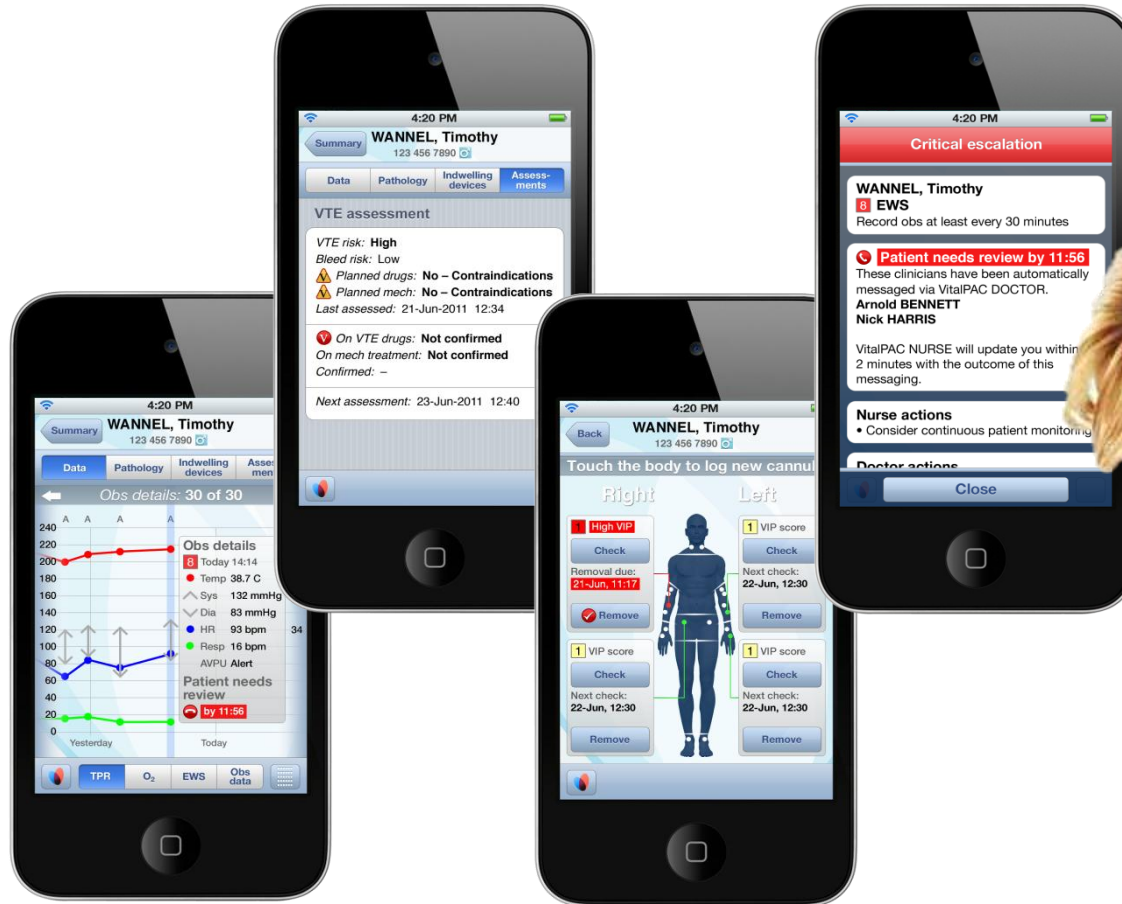 4:20 PM
Summary
WANNEL, Timothy
123 456 7890
Data
Pathology
Indwelling devices
Assess-ments
VTE assessment
VTE risk: High
Bleed risk: Low
Planned drugs: No – Contraindications
Planned mech: No – Contraindications
Last assessed: 21-Jun-2011 12:34
On VTE drugs: Not confirmed
On mech treatment: Not confirmed
Confirmed: –
Next assessment: 23-Jun-2011 12:40
4:20 PM
Critical escalation
WANNEL, Timothy
8 EWS
Record obs at least every 30 minutes
Patient needs review by 11:56
These clinicians have been automatically
messaged via VitalPAC DOCTOR.
Arnold BENNETT
Nick HARRIS
VitalPAC NURSE will update you within
2 minutes with the outcome of this
messaging.
Nurse actions
• Consider continuous patient monitoring
Doctor actions
Close
4:20 PM
Summary
WANNEL, Timothy
123 456 7890
Data
Pathology
Indwelling devices
Obs details: 30 of 30
A A A A
240
220
200
180
160
140
120
100
80
60
40
20
0
Yesterday
Today
Obs details
8 Today 14:14
Temp 38.7 C
Sys 132 mmHg
Dia 83 mmHg
HR 93 bpm
34
Resp 16 bpm
AVPU Alert
Patient needs
review
by 11:56
TPR
O₂
EWS
Obs data
4:20 PM
Back
WANNEL, Timothy
123 456 7890
Touch the body to log new cannul
Right
Left
1 High VIP
Check
Removal due:
21-Jun, 11:17
Remove
1 VIP score
Check
Next check:
22-Jun, 12:30
Remove
1 VIP score
Check
Next check:
22-Jun, 12:30
Remove
1 VIP score
Check
Next check:
22-Jun, 12:30
Remove